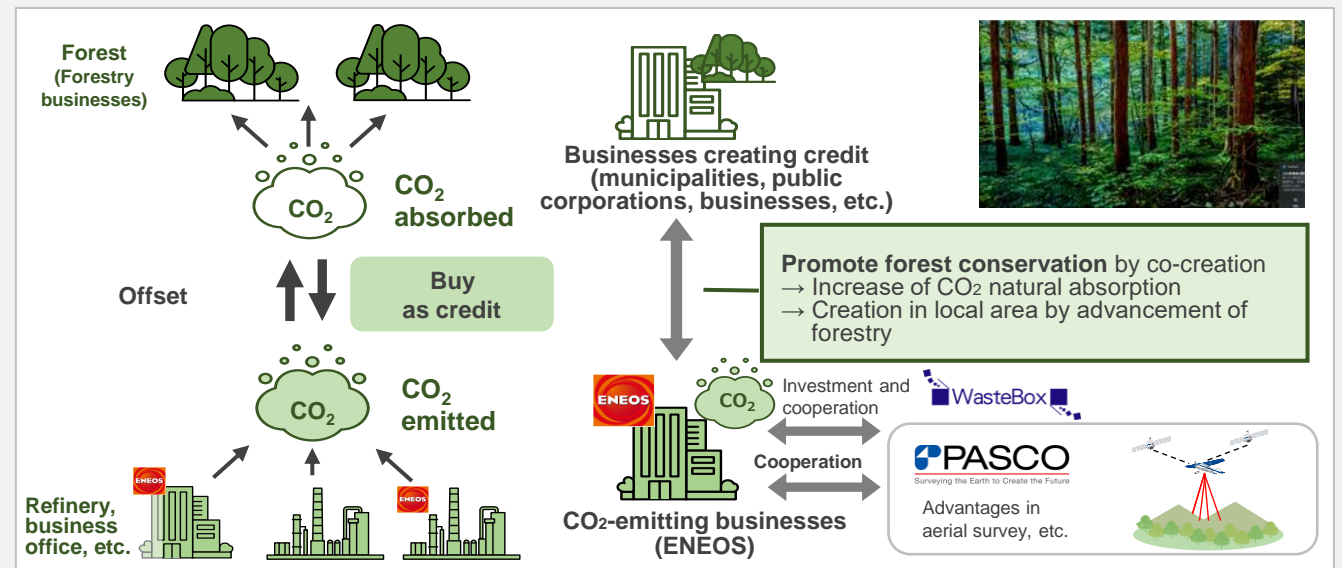 Forest
(Forestry
businesses)
CO2
CO2
absorbed
Offset
Buy
as credit
CO2
CO2
emitted
ENEOS
ENEOS
Refinery,
business
office, etc.
Businesses creating credit
(municipalities, public
corporations, businesses, etc.)
Promote forest conservation by co-creation
→ Increase of CO2 natural absorption
→ Creation in local area by advancement of
forestry
ENEOS
CO2
Investment and
cooperation
WasteBox
Cooperation
PASCO
Surveying the Earth to Create the Future
Advantages in
aerial survey, etc.
CO2-emitting businesses
(ENEOS)